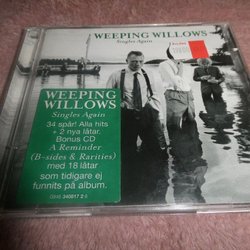 WEEPING WILLOWS
Singles Again
WEEPING
WILLOWS
Singles Again
34 spår! Alla hits
+ 2 nya låtar.
Bonus CD
A Reminder
(B-sides & Rarities)
med 18 låtar
som tidigare ej
funnits på album.